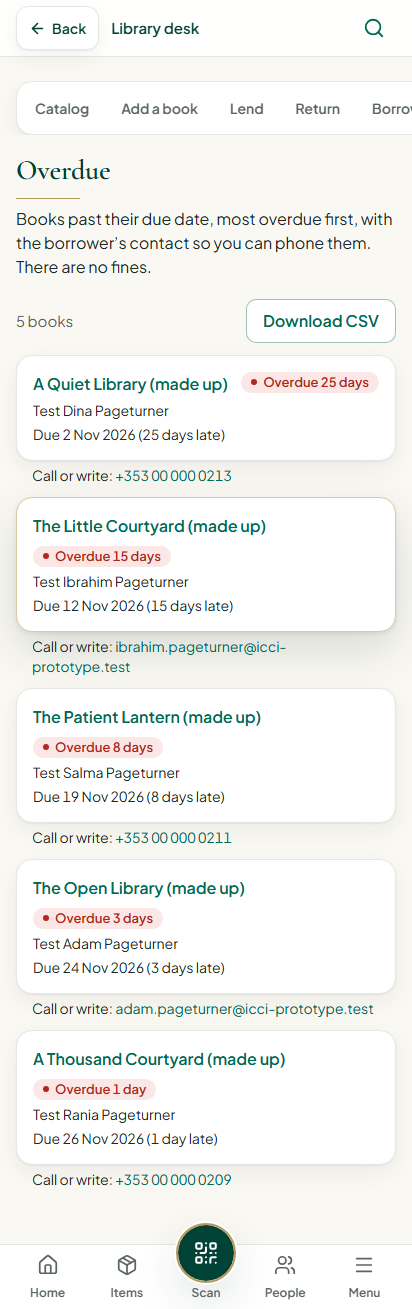 Back
Library desk
Catalog
Add a book
Lend
Return
Overdue
Books past their due date, most overdue first, with
the borrower's contact so you can phone them.
There are no fines.
5 books
Download CSV
A Quiet Library (made up)
Overdue 25 days
Test Dina Pageturner
Due 2 Nov 2026 (25 days late)
Call or write: +353 00 000 0213
The Little Courtyard (made up)
Overdue 15 days
Test Ibrahim Pageturner
Due 12 Nov 2026 (15 days late)
Call or write: ibrahim.pageturner@icci-
prototype.test
The Patient Lantern (made up)
Overdue 8 days
Test Salma Pageturner
Due 19 Nov 2026 (8 days late)
Call or write: +353 00 000 0211
The Open Library (made up)
Overdue 3 days
Test Adam Pageturner
Due 24 Nov 2026 (3 days late)
Call or write: adam.pageturner@icci-prototype.test
A Thousand Courtyard (made up)
Overdue 1 day
Test Rania Pageturner
Due 26 Nov 2026 (1 day late)
Call or write: +353 00 000 0209
Home
Items
Scan
People
Menu